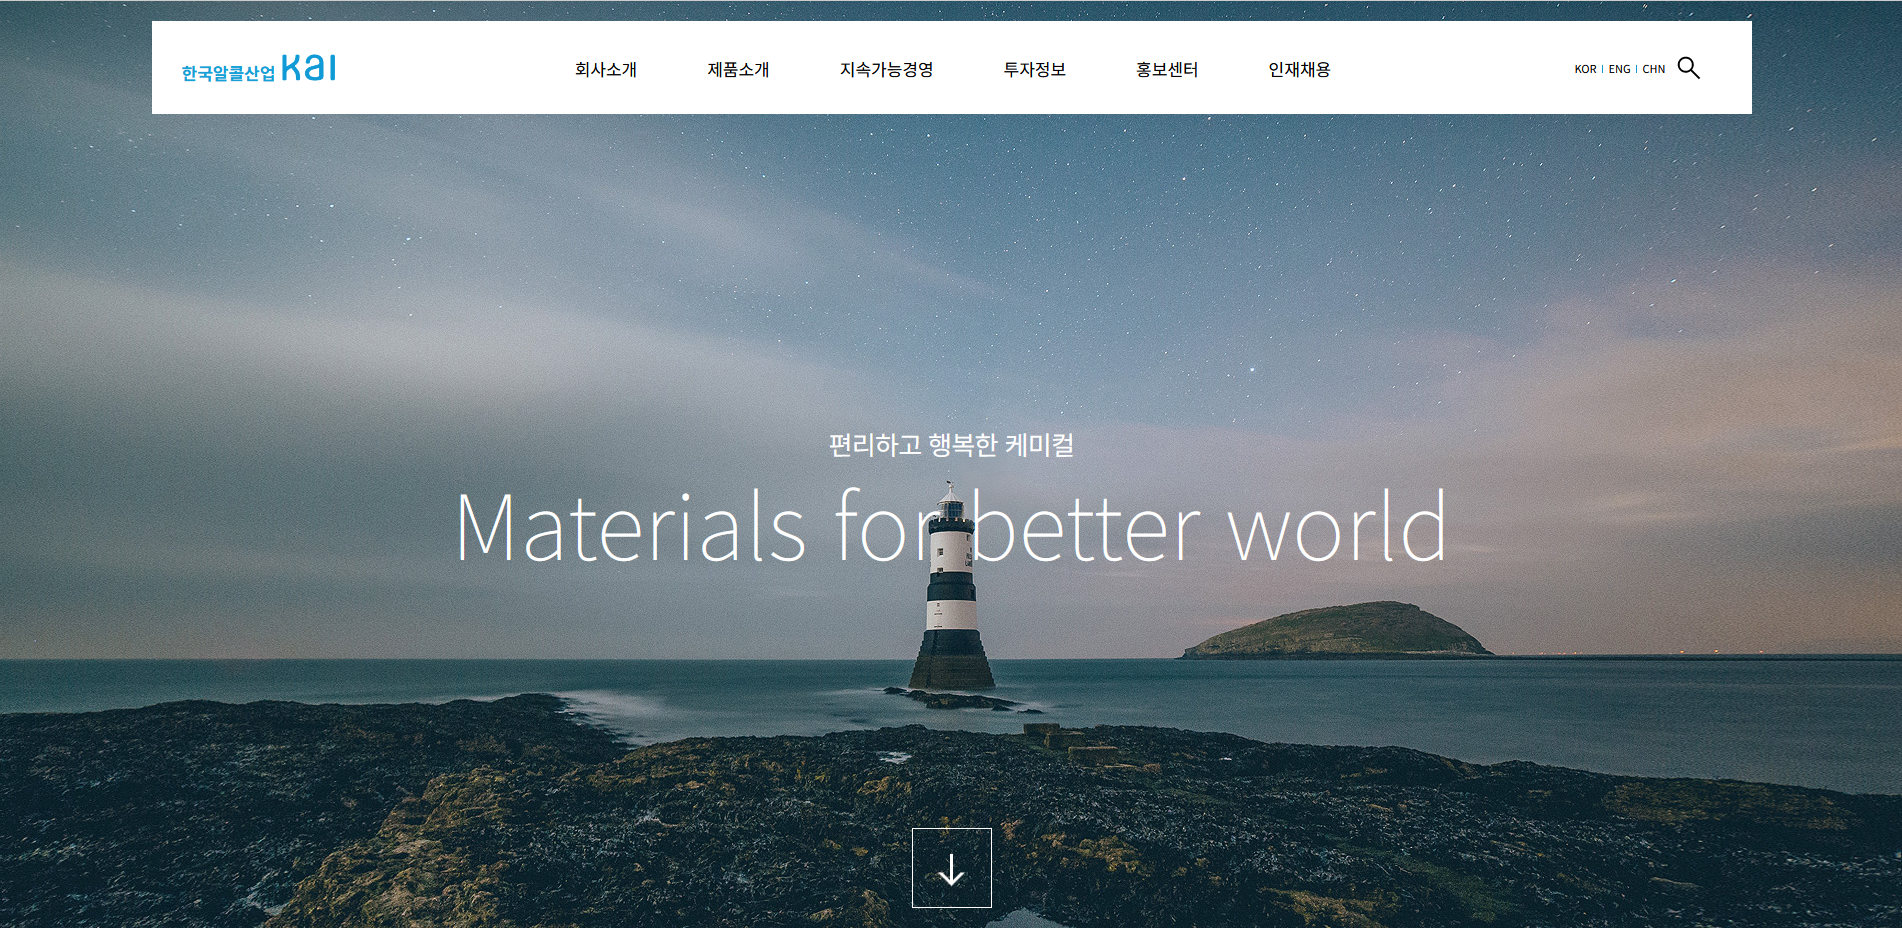 한국알콜산업 KAI
회사소개 제품소개 지속가능경영 투자정보 홍보센터 인재채용
KOR | ENG | CHN
편리하고 행복한 케미컬
Materials for better world